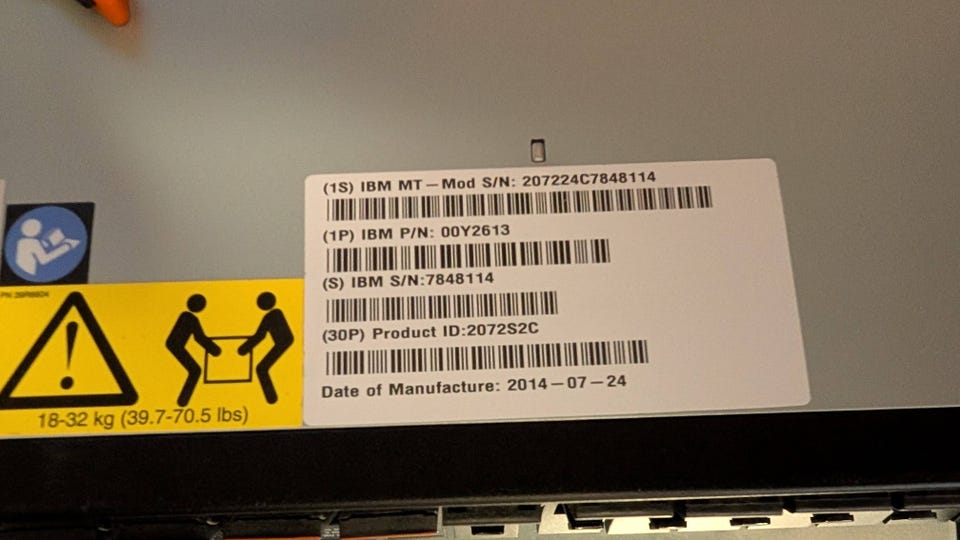 (1S) IBM MT-Mod S/N: 207224C7848114
(1P) IBM P/N: 00Y2613
(S) IBM S/N:7848114
(30P) Product ID:2072S2C
Date of Manufacture: 2014-07-24
18-32 kg (39.7-70.5 lbs)